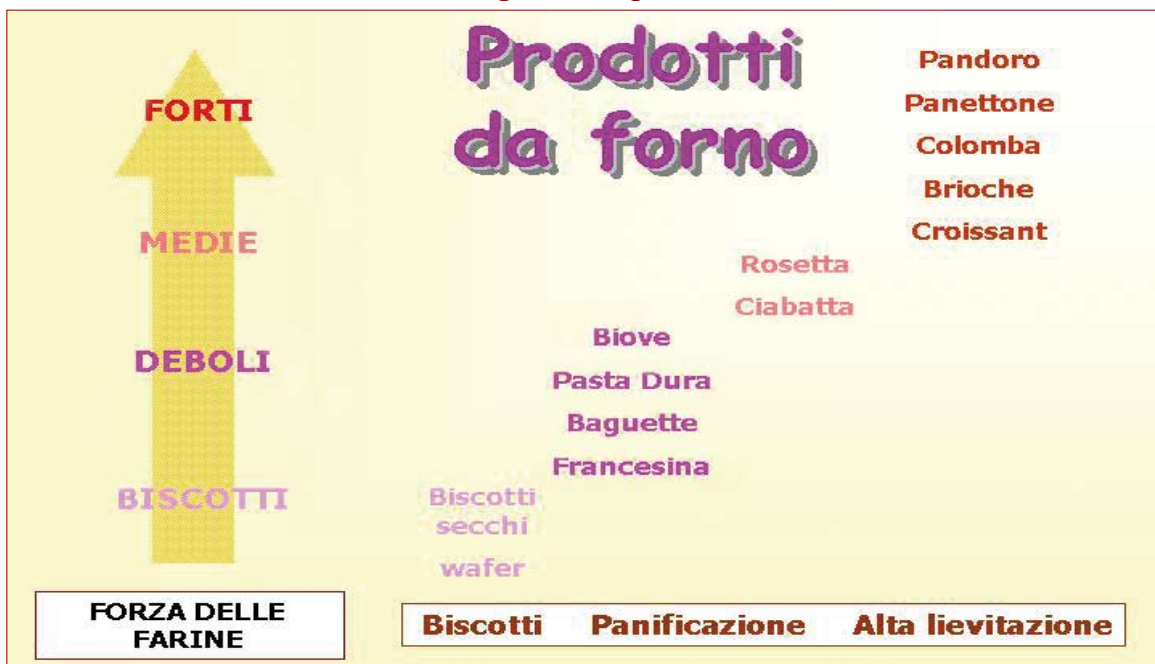 Prodotti
da forno
FORTI
MEDIE
DEBOLI
BISCOTTI
FORZA DELLE
FARINE
Pandoro
Panettone
Colomba
Brioche
Croissant
Rosetta
Ciabatta
Biove
Pasta Dura
Baguette
Francesina
Biscotti
secchi
wafer
Biscotti Panificazione Alta lievitazione